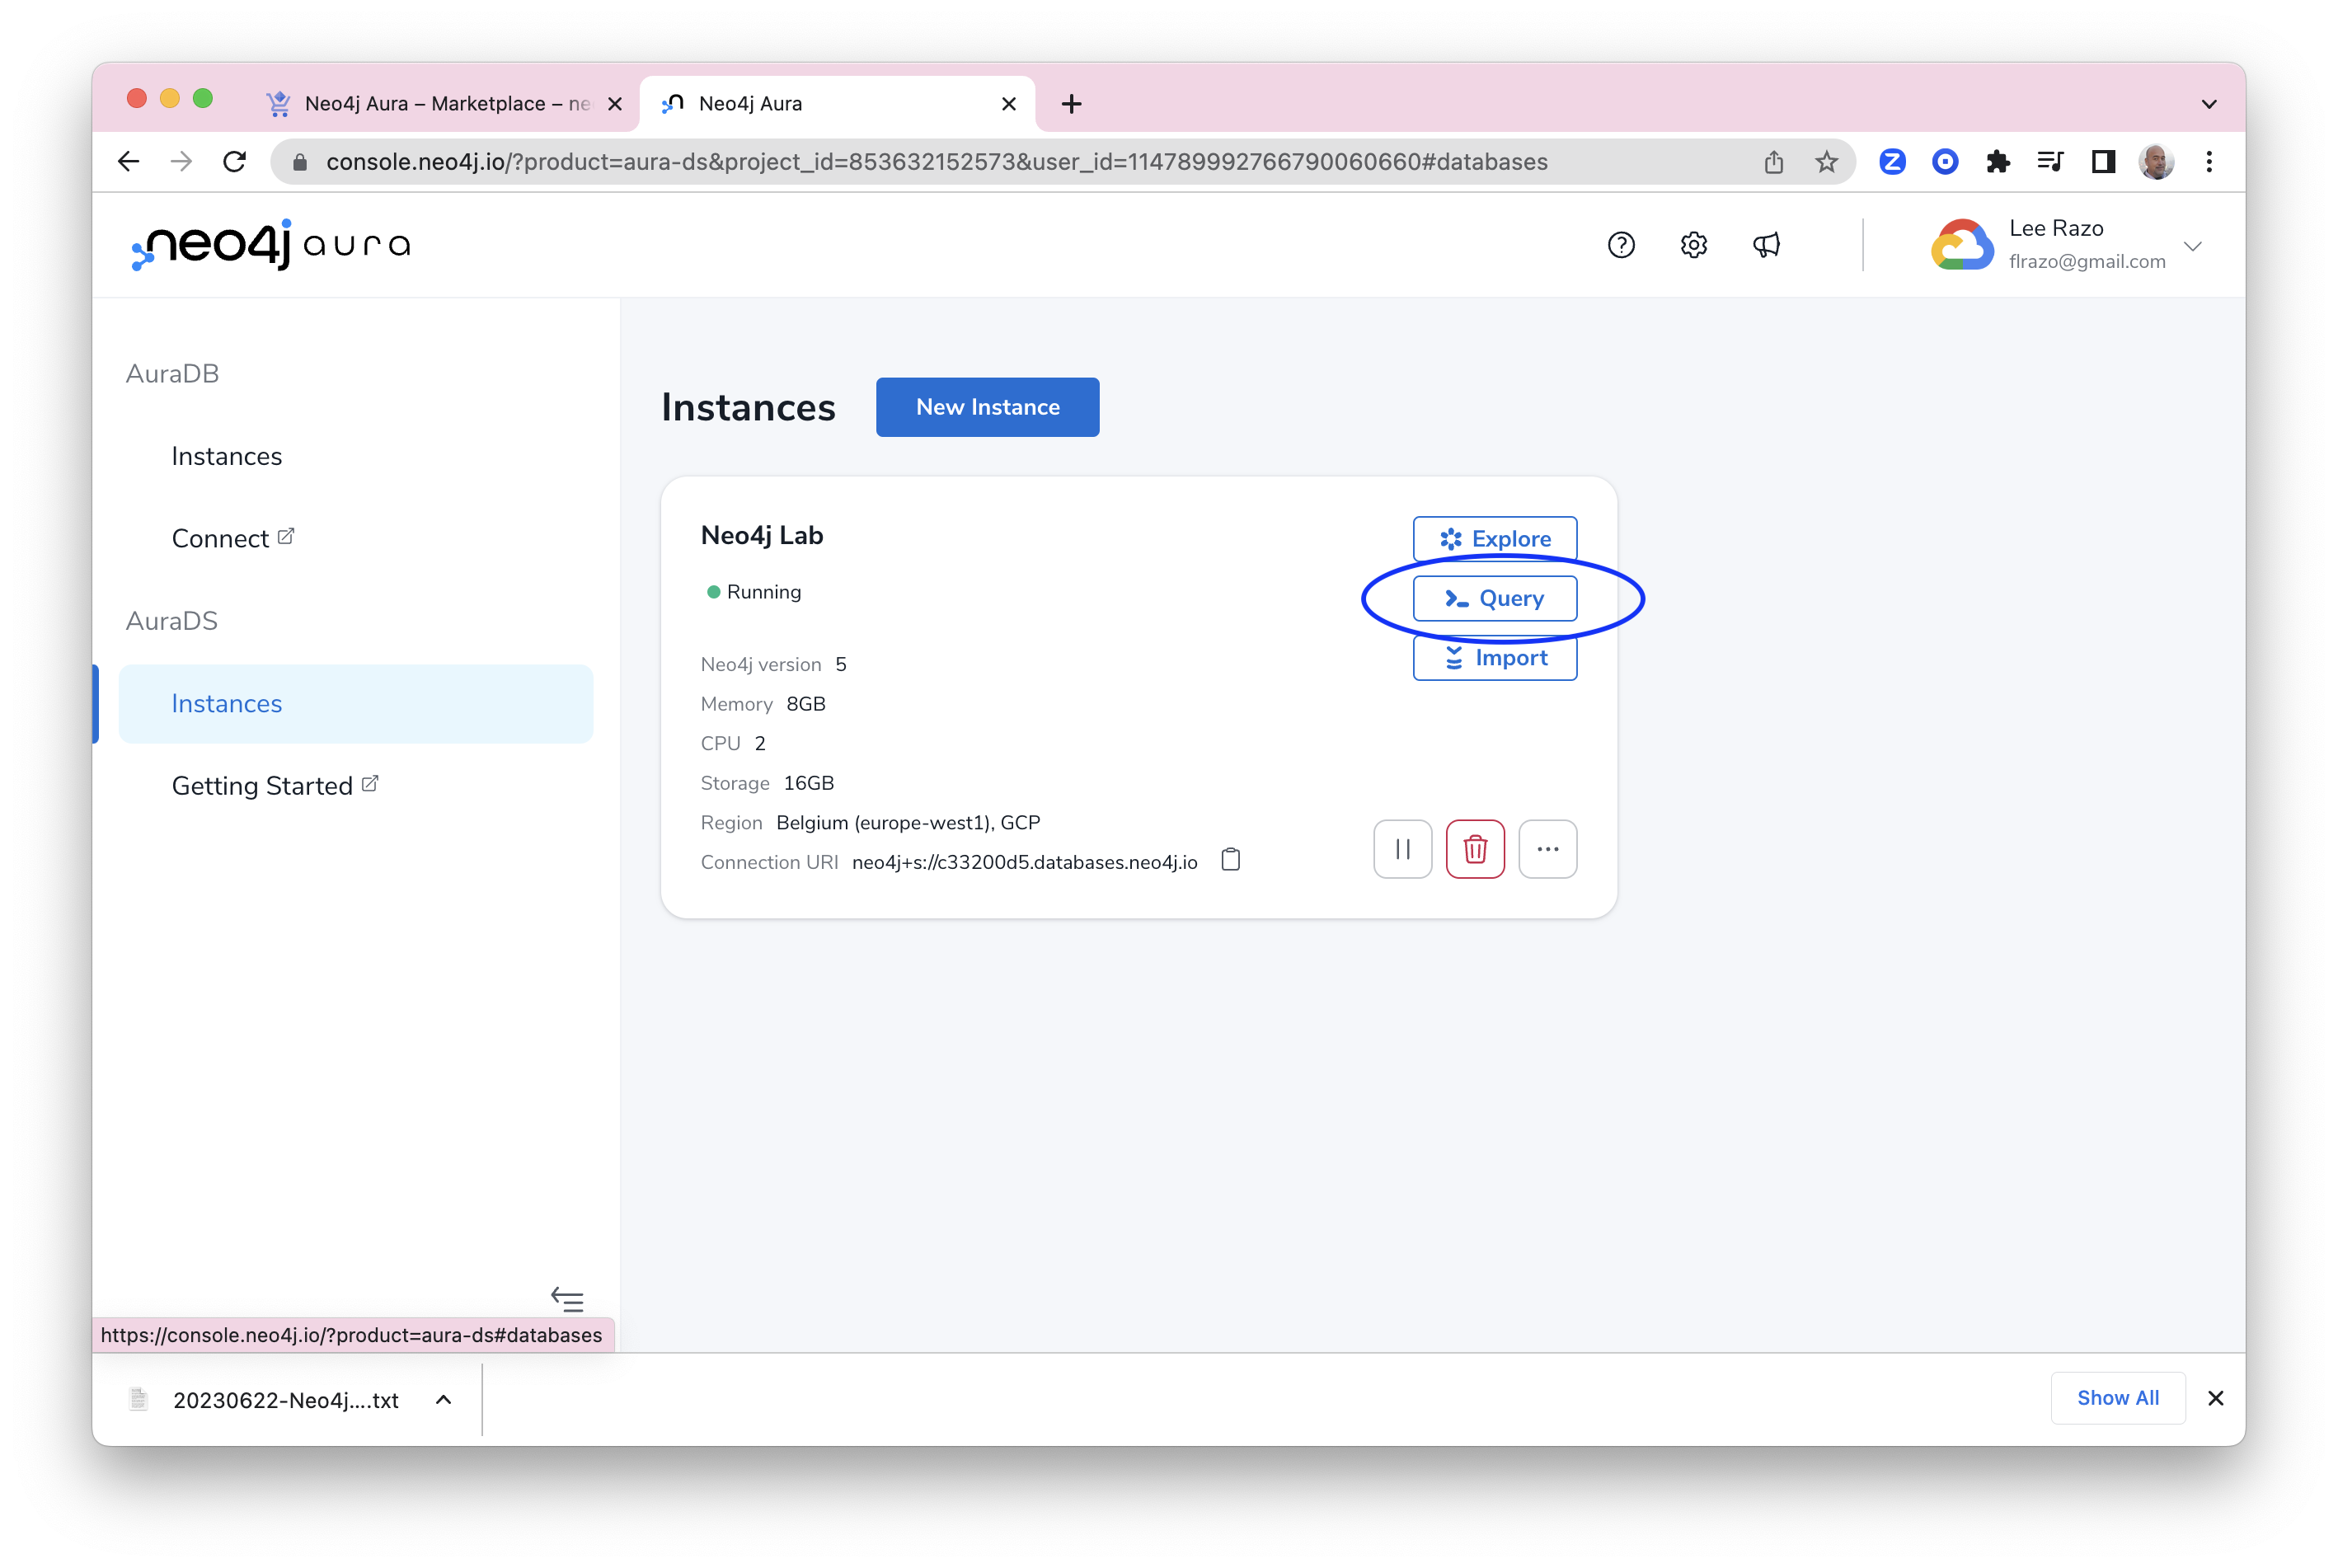 Neo4j Aura – Marketplace – ne
Neo4j Aura
console.neo4j.io/?product=aura-ds&project_id=853632152573&user_id=114789992766790060660#databases
neo4j aura
Lee Razo
flrazo@gmail.com
AuraDB
Instances
Connect
AuraDS
Instances
Getting Started
Instances
New Instance
Neo4j Lab
Running
Explore
Query
Import
Neo4j version 5
Memory 8GB
CPU 2
Storage 16GB
Region Belgium (europe-west1), GCP
Connection URI neo4j+s://c33200d5.databases.neo4j.io
https://console.neo4j.io/?product=aura-ds#databases
20230622-Neo4j....txt
Show All